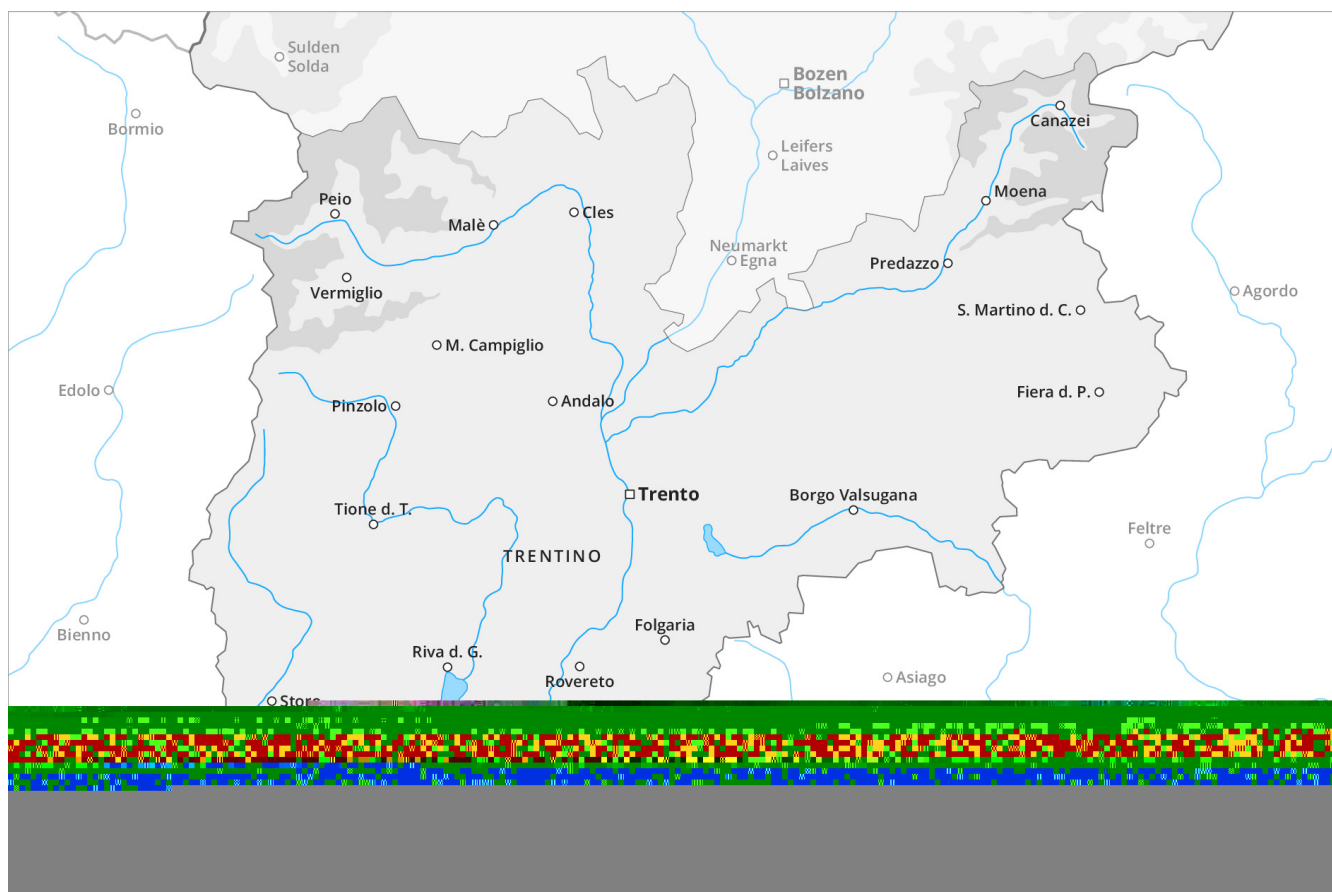 Sulden
Solda
Bozen
Bolzano
Bormio
Canazei
Leifers
Laives
Moena
Peio
Malè
Cles
Neumarkt
Egna
Predazzo
Vermiglio
Agordo
S. Martino d. C.
M. Campiglio
Edolo
Pinzolo
Andalo
Fiera d. P.
Trento
Borgo Valsugana
Tione d. T.
Feltre
TRENTINO
Bienno
Folgaria
Riva d. G.
Rovereto
Asiago
Storo